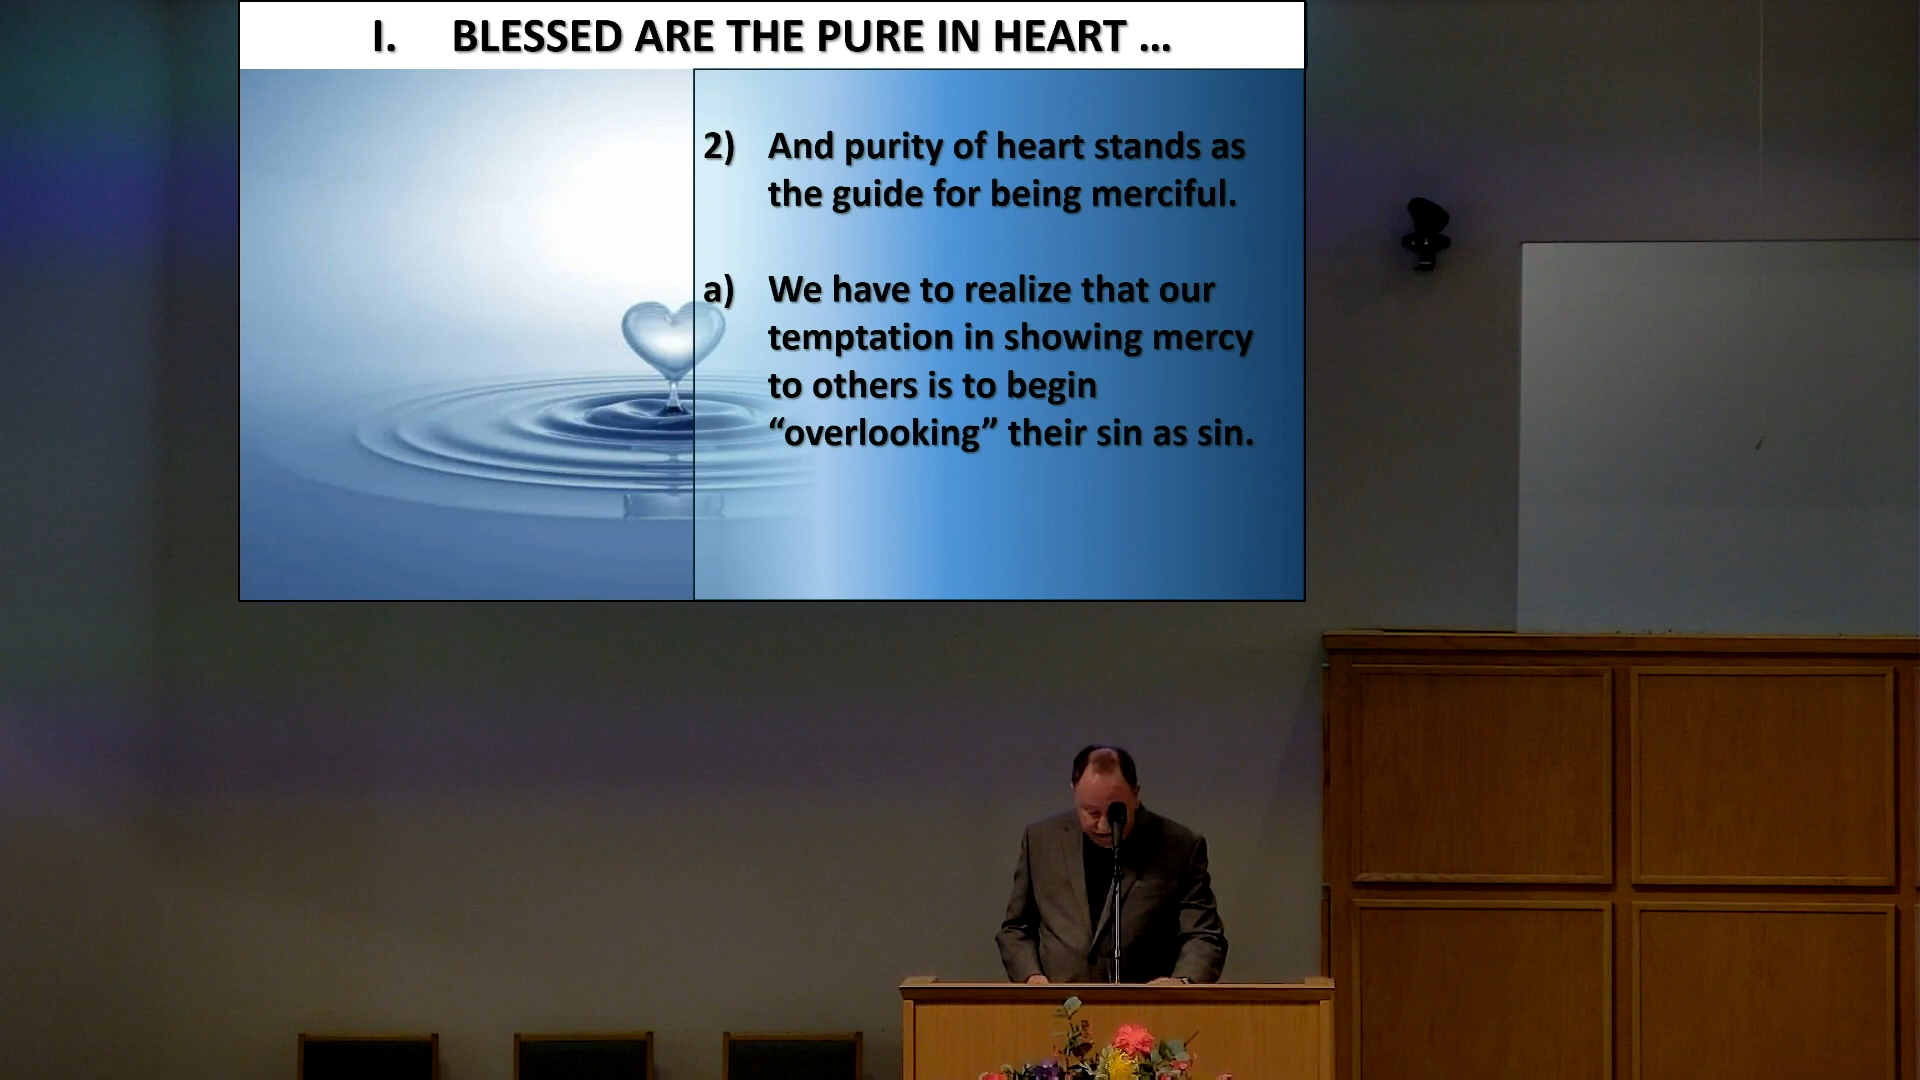 I. BLESSED ARE THE PURE IN HEART ...
2) And purity of heart stands as
the guide for being merciful.
a) We have to realize that our
temptation in showing mercy
to others is to begin
“overlooking” their sin as sin.